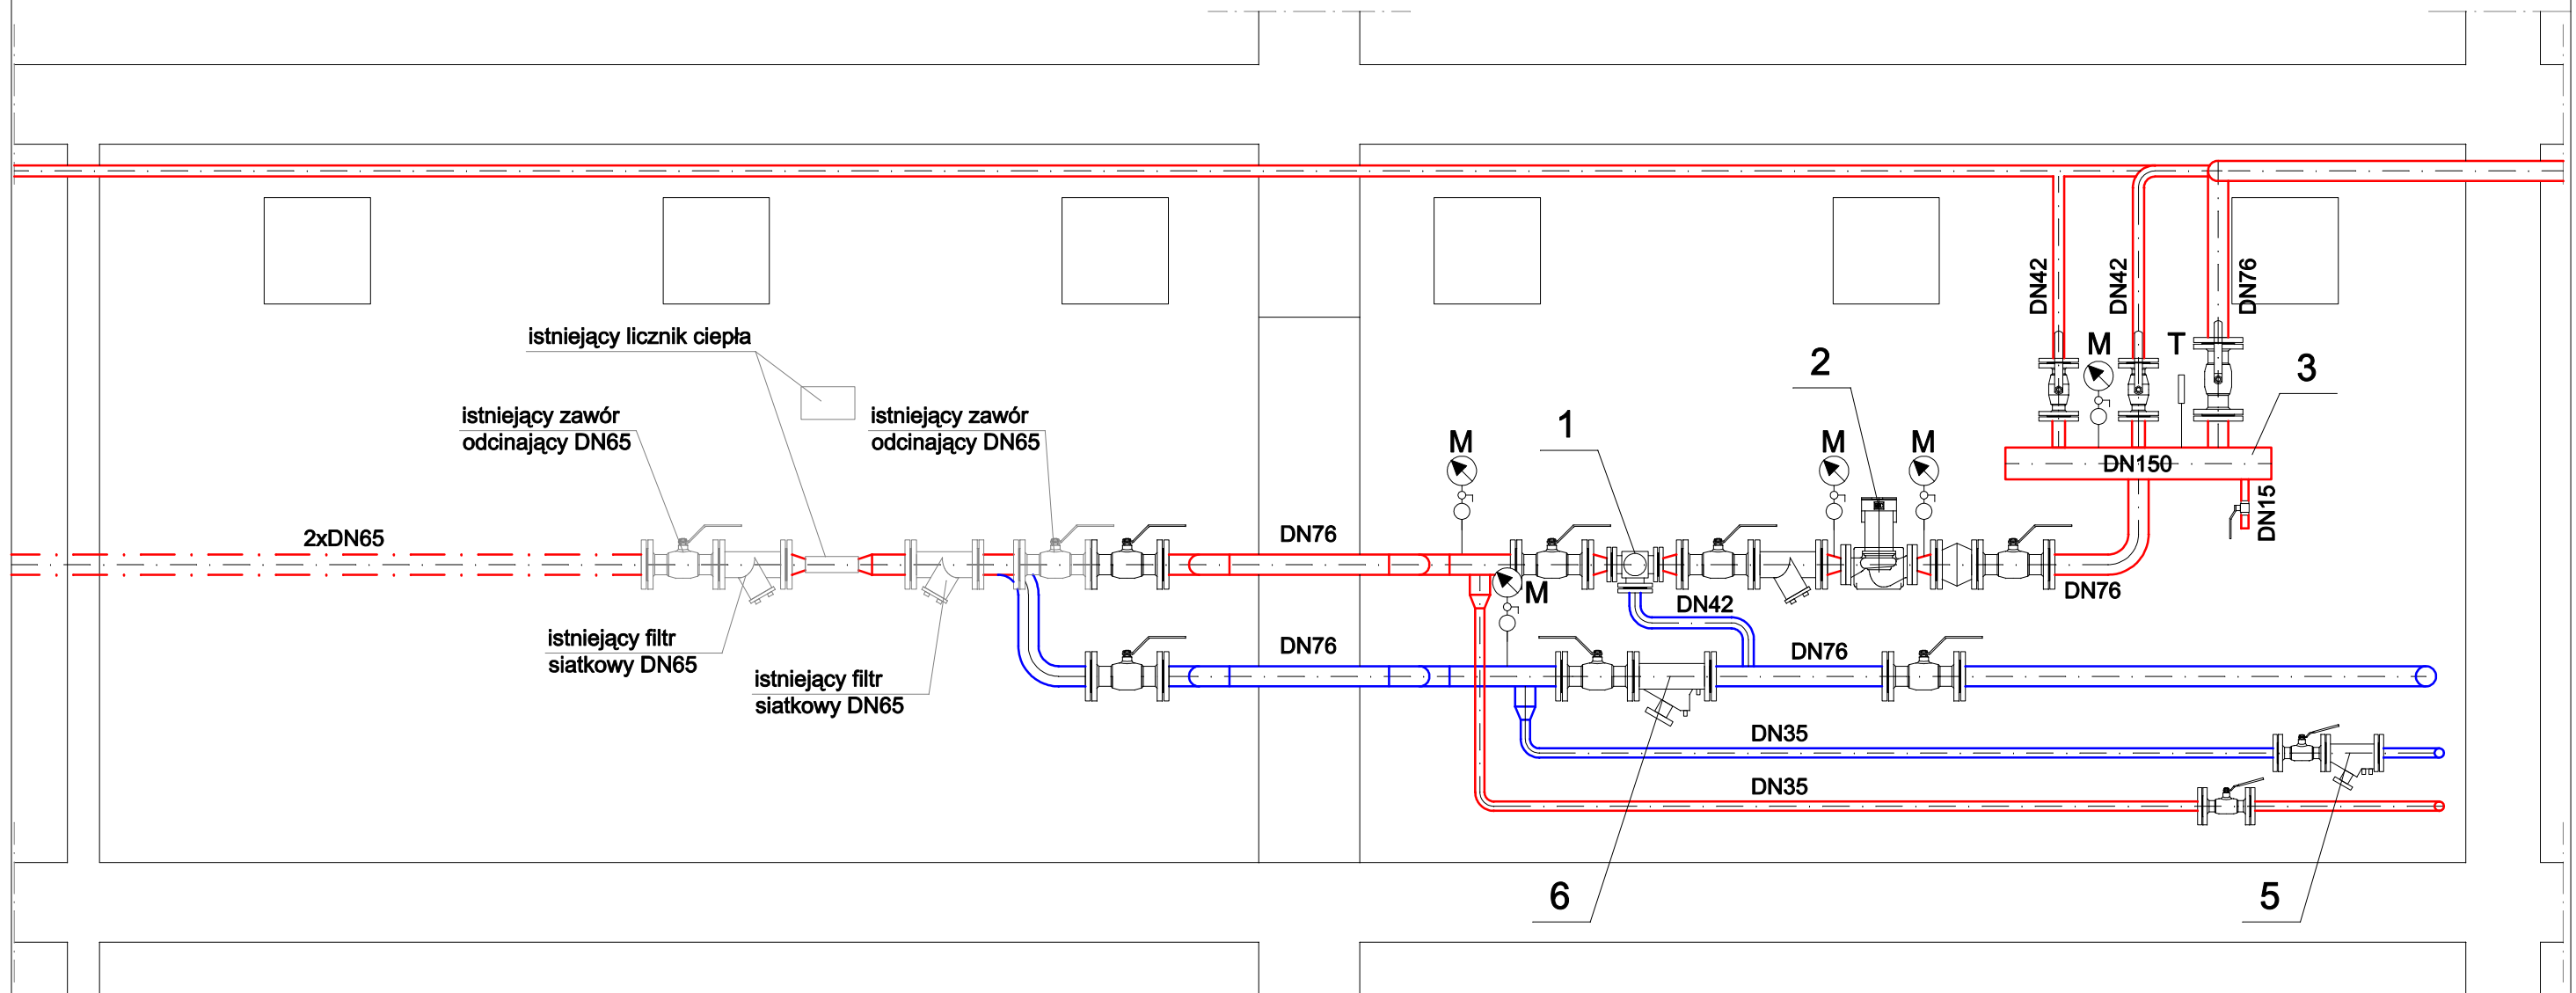 DN42
DN42
DN76
istniejący licznik ciepła
M
T
2
3
istniejący zawór
odcinający DN65
istniejący zawór
odcinający DN65
1
M
M
M
DN150
DN15
2xDN65
DN76
DN76
M
DN42
istniejący filtr
siatkowy DN65
DN76
DN76
istniejący filtr
siatkowy DN65
DN35
DN35
6
5